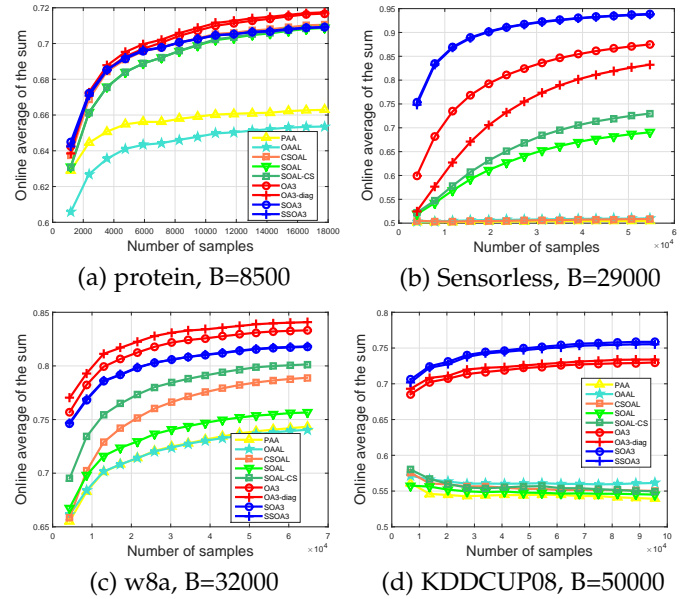 0.72
0.7
0.68
0.66
0.64
0.62
0.6
Online average of the sum
PAA
OAAL
CSOAL
SOAL
SOAL-CS
OA3
OA3-diag
SOA3
SSOA3
2000 4000 6000 8000 10000 12000 14000 16000 18000
Number of samples
(a) protein, B=8500
0.95
0.9
0.85
0.8
0.75
0.7
0.65
0.6
0.55
0.5
Online average of the sum
0 1 2 3 4 5 6
× 10⁴
Number of samples
(b) Sensorless, B=29000
0.85
0.8
0.75
0.7
0.65
Online average of the sum
PAA
OAAL
CSOAL
SOAL
SOAL-CS
OA3
OA3-diag
SOA3
SSOA3
0 1 2 3 4 5 6 7
× 10⁴
Number of samples
(c) w8a, B=32000
0.8
0.75
0.7
0.65
0.6
0.55
0.5
Online average of the sum
PAA
OAAL
CSOAL
SOAL
SOAL-CS
OA3
OA3-diag
SOA3
SSOA3
0 1 2 3 4 5 6 7 8 9 10
× 10⁴
Number of samples
(d) KDDCUP08, B=50000